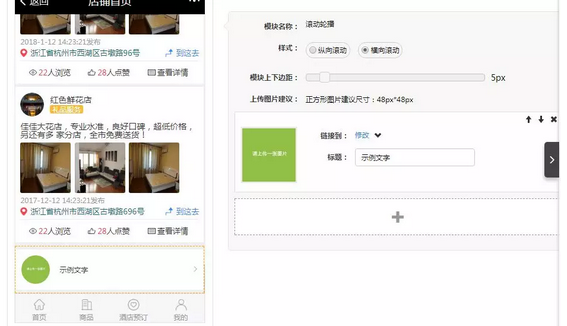 返回
店铺首页
2018-1-12 14:23:21发布
浙江省杭州市西湖区古墩路96号
到这去
22人浏览
28人点赞
查看详情
红色鲜花店
礼品服务
佳佳大花店，专业水准，良好口碑，超低价格，
另还有多 家分店，全市免费送货！
2017-12-12 14:23:21发布
浙江省杭州市西湖区古墩路696号
到这去
22人浏览
28人点赞
查看详情
示例文字
首页
商品
酒店预订
我的
模块名称：
滚动轮播
样式：
纵向滚动
横向滚动
模块上下边距：
5px
上传图片建议：
正方形图片建议尺寸：48px*48px
链接到：
修改
标题：
示例文字